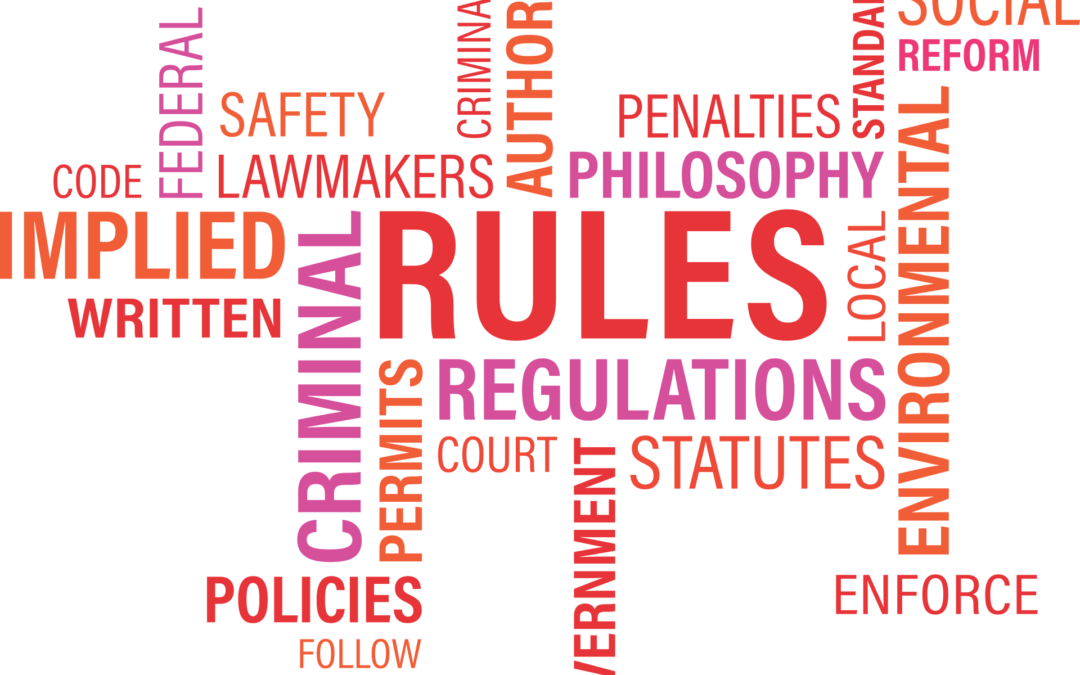 SOCIAL
REFORM
FEDERAL
CRIMINA
AUTHOR
STANDA
SAFETY
PENALTIES
CODE
LAWMAKERS
PHILOSOPHY
ENVIRONMENTAL
IMPLIED
CRIMINAL
RULES
LOCAL
WRITTEN
PERMITS
REGULATIONS
COURT
STATUTES
VERNMENT
POLICIES
ENFORCE
FOLLOW